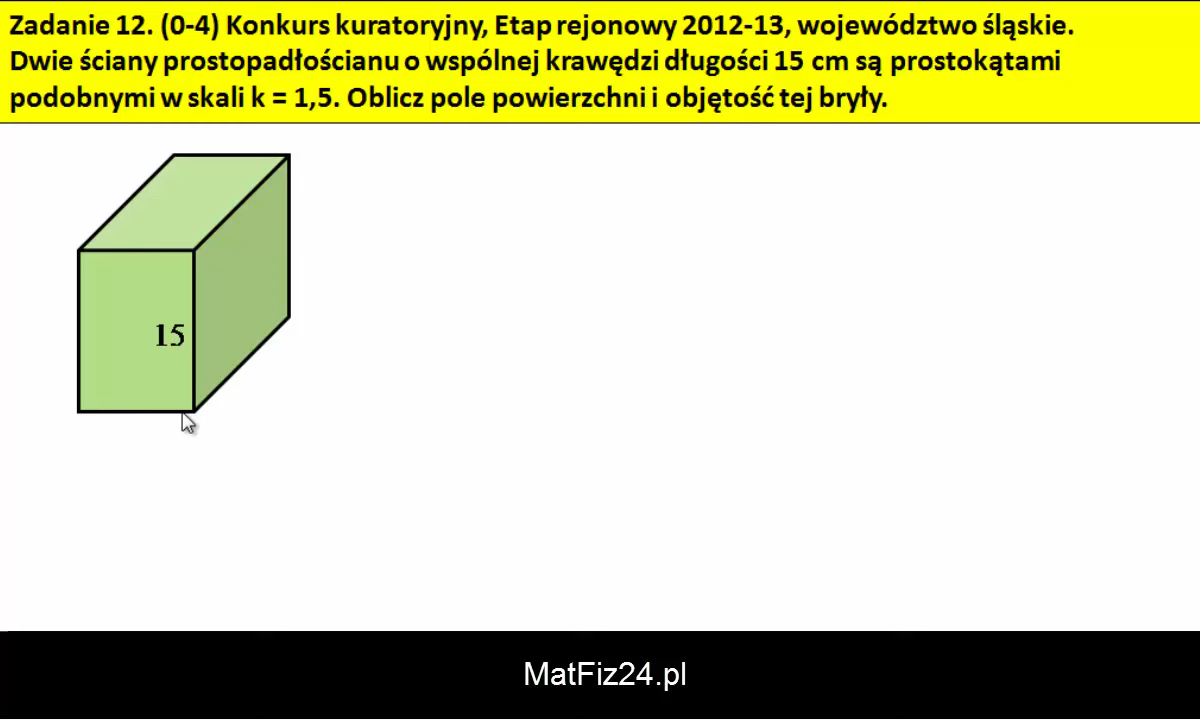 Zadanie 12. (0-4) Konkurs kuratoryjny, Etap rejonowy 2012-13, województwo śląskie.
Dwie ściany prostopadłościanu o wspólnej krawędzi długości 15 cm są prostokątami
podobnymi w skali k = 1,5. Oblicz pole powierzchni i objętość tej bryły.
15
MatFiz24.pl